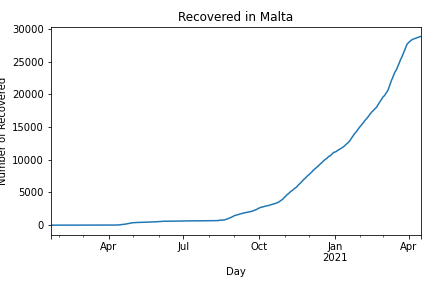 Recovered in Malta
Number of Recovered
30000
25000
20000
15000
10000
5000
0
Apr
Jul
Oct
Jan
2021
Apr
Day